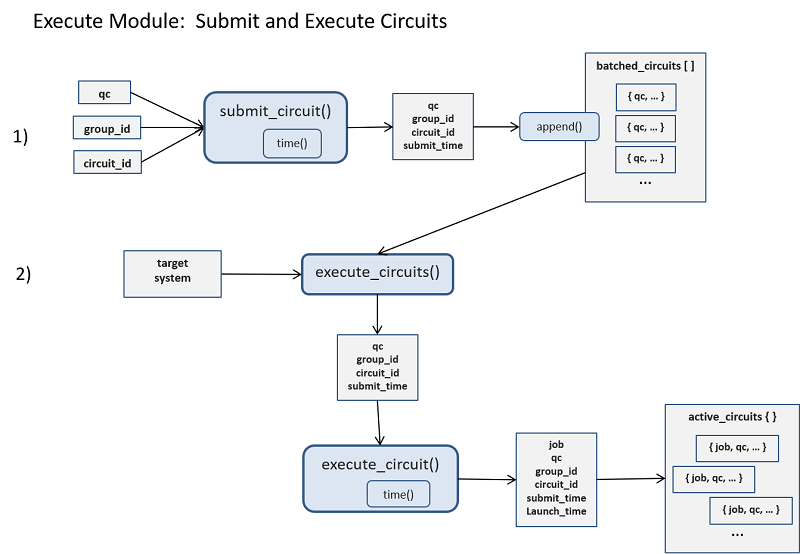 Execute Module:  Submit and Execute Circuits
1)
qc
group_id
circuit_id
submit_circuit()
time()
qc
group_id
circuit_id
submit_time
append()
batched_circuits [ ]
{ qc, ... }
{ qc, ... }
{ qc, ... }
...
2)
target
system
execute_circuits()
qc
group_id
circuit_id
submit_time
execute_circuit()
time()
job
qc
group_id
circuit_id
submit_time
Launch_time
active_circuits { }
{ job, qc, ... }
{ job, qc, ... }
{ job, qc, ... }
...